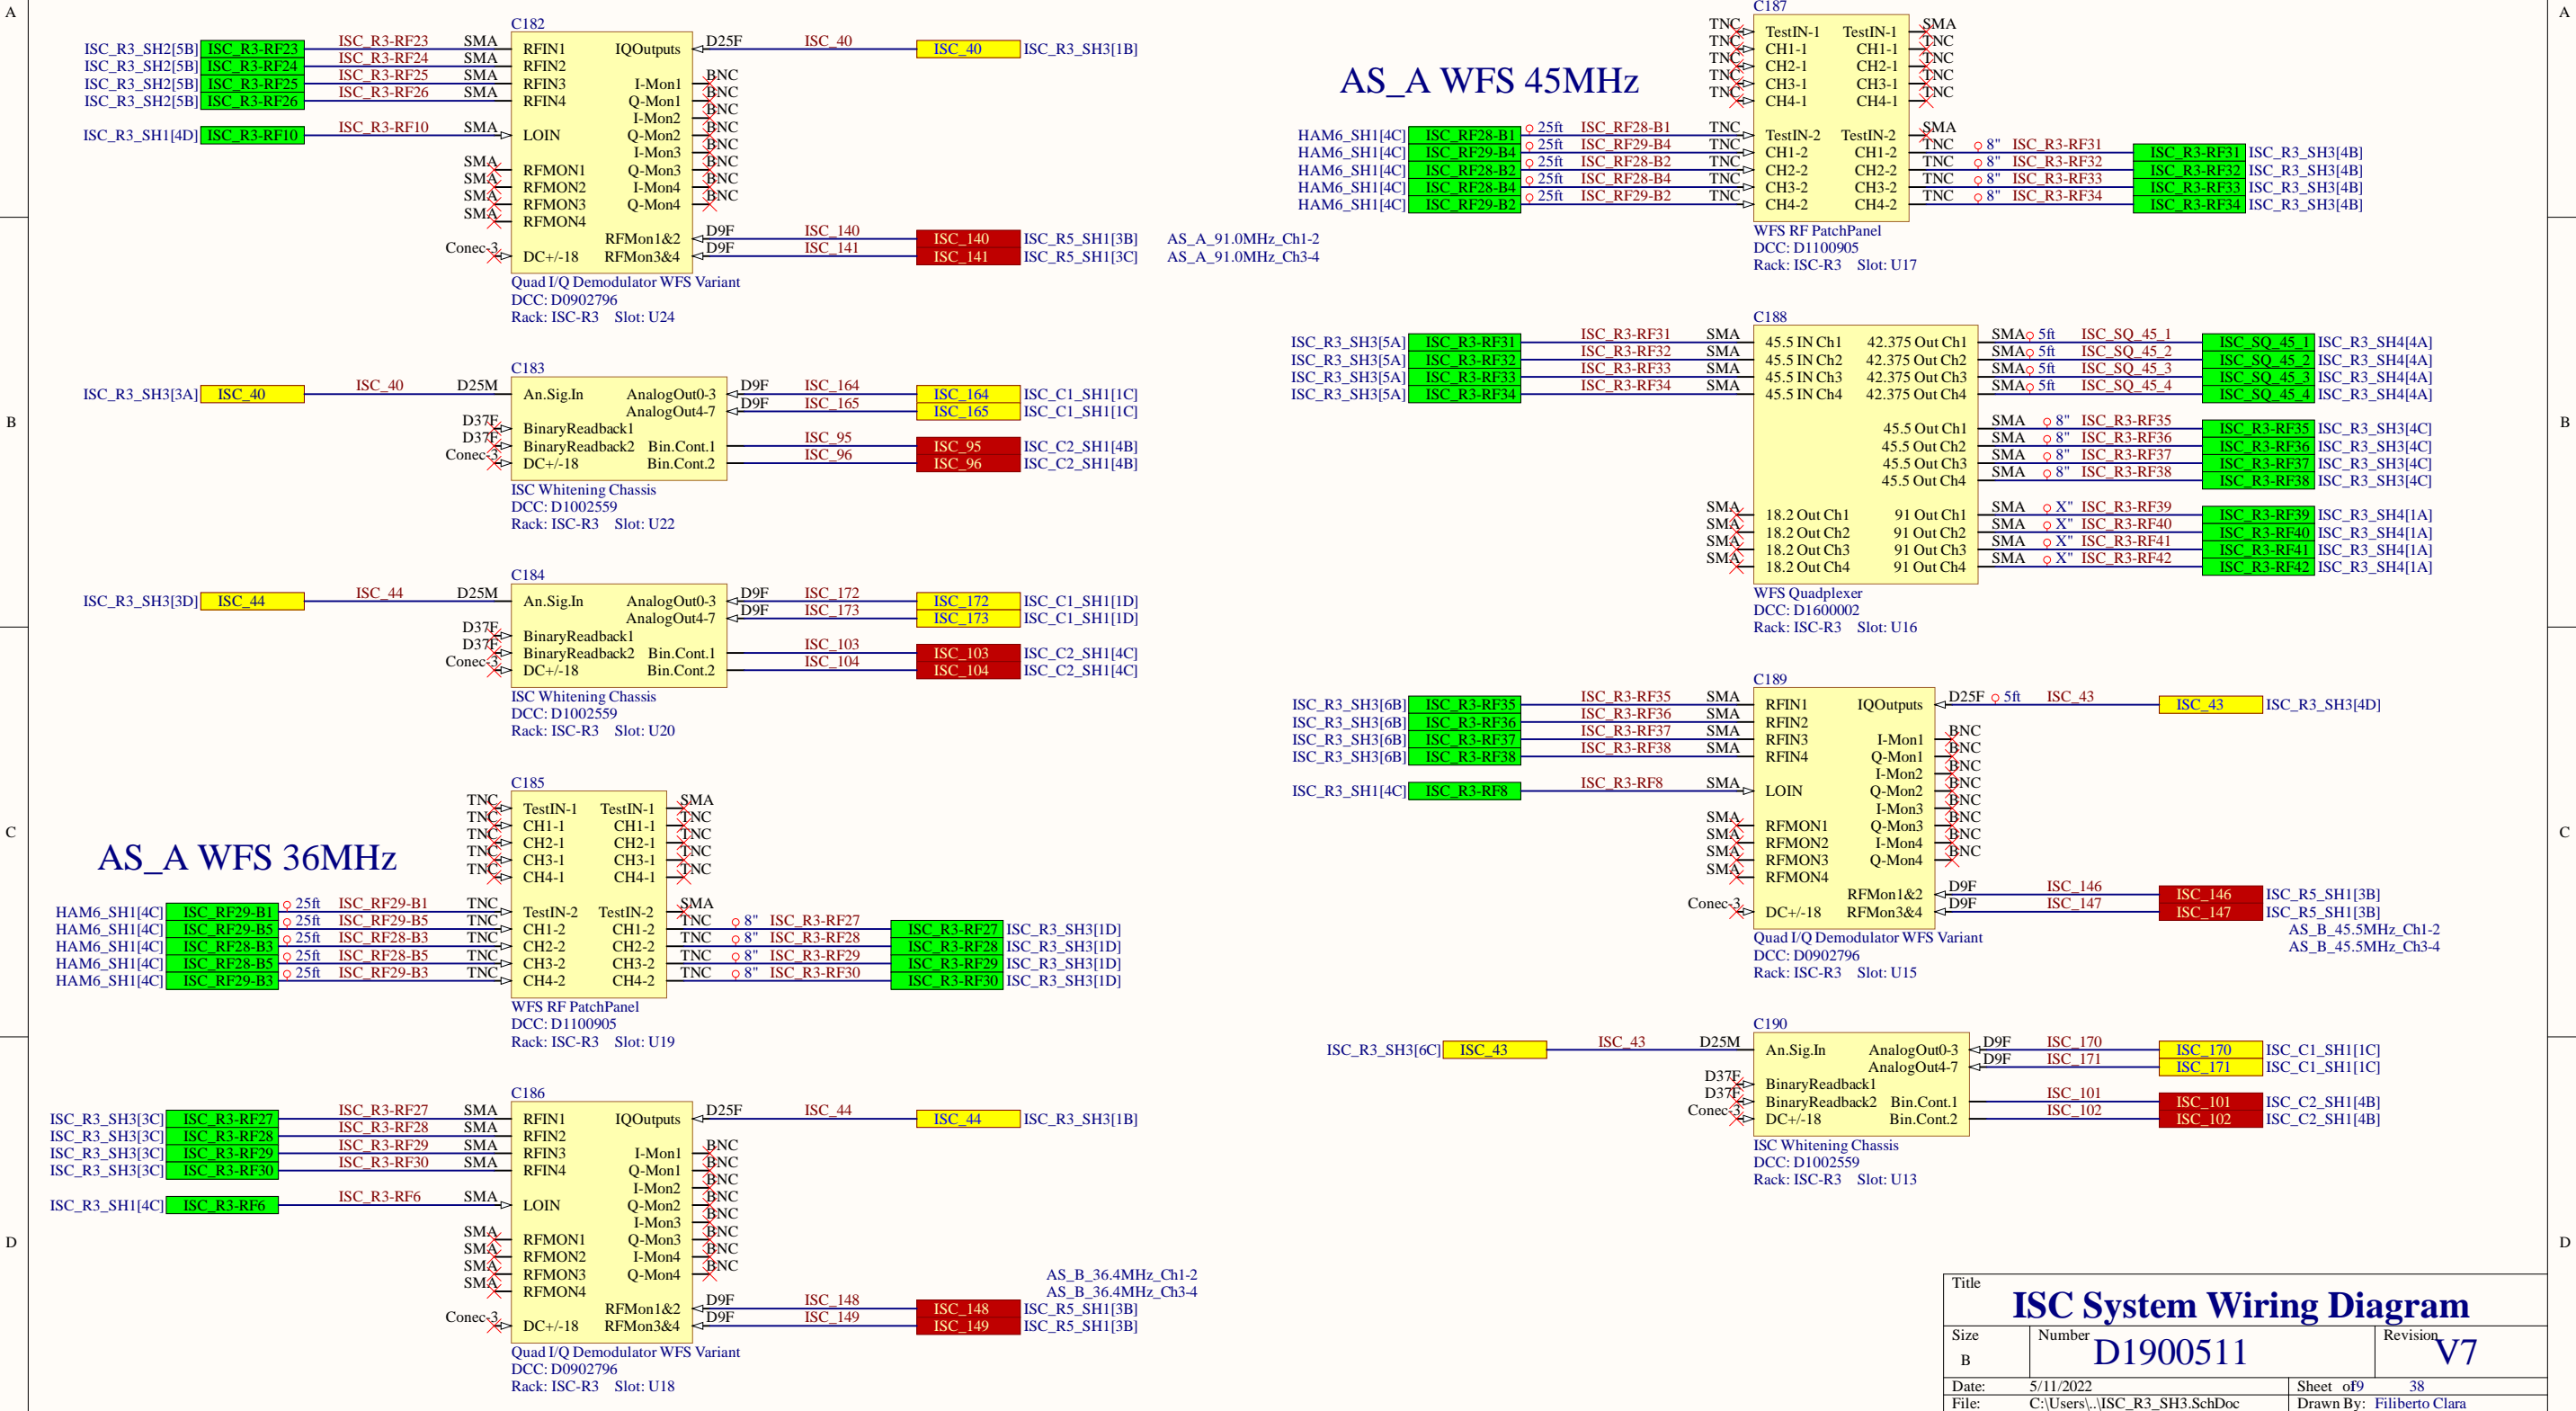 A
C182
ISC_R3_SH2[5B] ISC_R3-RF23 ISC_R3-RF23 SMA RFIN1 IQOutputs D25F ISC_40 ISC_40 ISC_R3_SH3[1B]
ISC_R3_SH2[5B] ISC_R3-RF24 ISC_R3-RF24 SMA RFIN2
ISC_R3_SH2[5B] ISC_R3-RF25 ISC_R3-RF25 SMA RFIN3 I-Mon1 BNC
ISC_R3_SH2[5B] ISC_R3-RF26 ISC_R3-RF26 SMA RFIN4 Q-Mon1 BNC
I-Mon2 BNC
ISC_R3_SH1[4D] ISC_R3-RF10 ISC_R3-RF10 SMA LOIN Q-Mon2 BNC
I-Mon3 BNC
SMA RFMON1 Q-Mon3 BNC
SMA RFMON2 I-Mon4 BNC
SMA RFMON3 Q-Mon4 BNC
SMA RFMON4
RFMon1&2 D9F ISC_140 ISC_140 ISC_R5_SH1[3B] AS_A_91.0MHz_Ch1-2
Conec-3 DC+/-18 RFMon3&4 D9F ISC_141 ISC_141 ISC_R5_SH1[3C] AS_A_91.0MHz_Ch3-4
Quad I/Q Demodulator WFS Variant
DCC: D0902796
Rack: ISC-R3 Slot: U24
B
C183
ISC_R3_SH3[3A] ISC_40 ISC_40 D25M An.Sig.In AnalogOut0-3 D9F ISC_164 ISC_164 ISC_C1_SH1[1C]
AnalogOut4-7 D9F ISC_165 ISC_165 ISC_C1_SH1[1C]
D37F BinaryReadback1
D37F BinaryReadback2 Bin.Cont.1 ISC_95 ISC_95 ISC_C2_SH1[4B]
Conec-3 DC+/-18 Bin.Cont.2 ISC_96 ISC_96 ISC_C2_SH1[4B]
ISC Whitening Chassis
DCC: D1002559
Rack: ISC-R3 Slot: U22
C184
ISC_R3_SH3[3D] ISC_44 ISC_44 D25M An.Sig.In AnalogOut0-3 D9F ISC_172 ISC_172 ISC_C1_SH1[1D]
AnalogOut4-7 D9F ISC_173 ISC_173 ISC_C1_SH1[1D]
D37F BinaryReadback1
D37F BinaryReadback2 Bin.Cont.1 ISC_103 ISC_103 ISC_C2_SH1[4C]
Conec-3 DC+/-18 Bin.Cont.2 ISC_104 ISC_104 ISC_C2_SH1[4C]
ISC Whitening Chassis
DCC: D1002559
Rack: ISC-R3 Slot: U20
C
AS_A WFS 36MHz
C185
TNC TestIN-1 TestIN-1 SMA
TNC CH1-1 CH1-1 TNC
TNC CH2-1 CH2-1 TNC
TNC CH3-1 CH3-1 TNC
TNC CH4-1 CH4-1 TNC
HAM6_SH1[4C] ISC_RF29-B1 25ft ISC_RF29-B1 TNC TestIN-2 TestIN-2 SMA
HAM6_SH1[4C] ISC_RF29-B5 25ft ISC_RF29-B5 TNC CH1-2 CH1-2 TNC 8" ISC_R3-RF27 ISC_R3-RF27 ISC_R3_SH3[1D]
HAM6_SH1[4C] ISC_RF28-B3 25ft ISC_RF28-B3 TNC CH2-2 CH2-2 TNC 8" ISC_R3-RF28 ISC_R3-RF28 ISC_R3_SH3[1D]
HAM6_SH1[4C] ISC_RF28-B5 25ft ISC_RF28-B5 TNC CH3-2 CH3-2 TNC 8" ISC_R3-RF29 ISC_R3-RF29 ISC_R3_SH3[1D]
HAM6_SH1[4C] ISC_RF29-B3 25ft ISC_RF29-B3 TNC CH4-2 CH4-2 TNC 8" ISC_R3-RF30 ISC_R3-RF30 ISC_R3_SH3[1D]
WFS RF PatchPanel
DCC: D1100905
Rack: ISC-R3 Slot: U19
D
C186
ISC_R3_SH3[3C] ISC_R3-RF27 ISC_R3-RF27 SMA RFIN1 IQOutputs D25F ISC_44 ISC_44 ISC_R3_SH3[1B]
ISC_R3_SH3[3C] ISC_R3-RF28 ISC_R3-RF28 SMA RFIN2
ISC_R3_SH3[3C] ISC_R3-RF29 ISC_R3-RF29 SMA RFIN3 I-Mon1 BNC
ISC_R3_SH3[3C] ISC_R3-RF30 ISC_R3-RF30 SMA RFIN4 Q-Mon1 BNC
I-Mon2 BNC
ISC_R3_SH1[4C] ISC_R3-RF6 ISC_R3-RF6 SMA LOIN Q-Mon2 BNC
I-Mon3 BNC
SMA RFMON1 Q-Mon3 BNC
SMA RFMON2 I-Mon4 BNC
SMA RFMON3 Q-Mon4 BNC AS_B_36.4MHz_Ch1-2
SMA RFMON4 AS_B_36.4MHz_Ch3-4
RFMon1&2 D9F ISC_148 ISC_148 ISC_R5_SH1[3B]
Conec-3 DC+/-18 RFMon3&4 D9F ISC_149 ISC_149 ISC_R5_SH1[3B]
Quad I/Q Demodulator WFS Variant
DCC: D0902796
Rack: ISC-R3 Slot: U18
A
AS_A WFS 45MHz
C187
TNC TestIN-1 TestIN-1 SMA
TNC CH1-1 CH1-1 TNC
TNC CH2-1 CH2-1 TNC
TNC CH3-1 CH3-1 TNC
TNC CH4-1 CH4-1 TNC
HAM6_SH1[4C] ISC_RF28-B1 25ft ISC_RF28-B1 TNC TestIN-2 TestIN-2 SMA
HAM6_SH1[4C] ISC_RF29-B4 25ft ISC_RF29-B4 TNC CH1-2 CH1-2 TNC 8" ISC_R3-RF31 ISC_R3-RF31 ISC_R3_SH3[4B]
HAM6_SH1[4C] ISC_RF28-B2 25ft ISC_RF28-B2 TNC CH2-2 CH2-2 TNC 8" ISC_R3-RF32 ISC_R3-RF32 ISC_R3_SH3[4B]
HAM6_SH1[4C] ISC_RF28-B4 25ft ISC_RF28-B4 TNC CH3-2 CH3-2 TNC 8" ISC_R3-RF33 ISC_R3-RF33 ISC_R3_SH3[4B]
HAM6_SH1[4C] ISC_RF29-B2 25ft ISC_RF29-B2 TNC CH4-2 CH4-2 TNC 8" ISC_R3-RF34 ISC_R3-RF34 ISC_R3_SH3[4B]
WFS RF PatchPanel
DCC: D1100905
Rack: ISC-R3 Slot: U17
B
C188
ISC_R3_SH3[5A] ISC_R3-RF31 ISC_R3-RF31 SMA 45.5 IN Ch1 42.375 Out Ch1 SMA 5ft ISC_SQ_45_1 ISC_SQ_45_1 ISC_R3_SH4[4A]
ISC_R3_SH3[5A] ISC_R3-RF32 ISC_R3-RF32 SMA 45.5 IN Ch2 42.375 Out Ch2 SMA 5ft ISC_SQ_45_2 ISC_SQ_45_2 ISC_R3_SH4[4A]
ISC_R3_SH3[5A] ISC_R3-RF33 ISC_R3-RF33 SMA 45.5 IN Ch3 42.375 Out Ch3 SMA 5ft ISC_SQ_45_3 ISC_SQ_45_3 ISC_R3_SH4[4A]
ISC_R3_SH3[5A] ISC_R3-RF34 ISC_R3-RF34 SMA 45.5 IN Ch4 42.375 Out Ch4 SMA 5ft ISC_SQ_45_4 ISC_SQ_45_4 ISC_R3_SH4[4A]
45.5 Out Ch1 SMA 8" ISC_R3-RF35 ISC_R3-RF35 ISC_R3_SH3[4C]
45.5 Out Ch2 SMA 8" ISC_R3-RF36 ISC_R3-RF36 ISC_R3_SH3[4C]
45.5 Out Ch3 SMA 8" ISC_R3-RF37 ISC_R3-RF37 ISC_R3_SH3[4C]
45.5 Out Ch4 SMA 8" ISC_R3-RF38 ISC_R3-RF38 ISC_R3_SH3[4C]
SMA 18.2 Out Ch1 91 Out Ch1 SMA X" ISC_R3-RF39 ISC_R3-RF39 ISC_R3_SH4[1A]
SMA 18.2 Out Ch2 91 Out Ch2 SMA X" ISC_R3-RF40 ISC_R3-RF40 ISC_R3_SH4[1A]
SMA 18.2 Out Ch3 91 Out Ch3 SMA X" ISC_R3-RF41 ISC_R3-RF41 ISC_R3_SH4[1A]
SMA 18.2 Out Ch4 91 Out Ch4 SMA X" ISC_R3-RF42 ISC_R3-RF42 ISC_R3_SH4[1A]
WFS Quadplexer
DCC: D1600002
Rack: ISC-R3 Slot: U16
C
C189
ISC_R3_SH3[6B] ISC_R3-RF35 ISC_R3-RF35 SMA RFIN1 IQOutputs D25F 5ft ISC_43 ISC_43 ISC_R3_SH3[4D]
ISC_R3_SH3[6B] ISC_R3-RF36 ISC_R3-RF36 SMA RFIN2
ISC_R3_SH3[6B] ISC_R3-RF37 ISC_R3-RF37 SMA RFIN3 I-Mon1 BNC
ISC_R3_SH3[6B] ISC_R3-RF38 ISC_R3-RF38 SMA RFIN4 Q-Mon1 BNC
I-Mon2 BNC
ISC_R3_SH1[4C] ISC_R3-RF8 ISC_R3-RF8 SMA LOIN Q-Mon2 BNC
I-Mon3 BNC
SMA RFMON1 Q-Mon3 BNC
SMA RFMON2 I-Mon4 BNC
SMA RFMON3 Q-Mon4 BNC
SMA RFMON4
RFMon1&2 D9F ISC_146 ISC_146 ISC_R5_SH1[3B]
Conec-3 DC+/-18 RFMon3&4 D9F ISC_147 ISC_147 ISC_R5_SH1[3B]
AS_B_45.5MHz_Ch1-2
AS_B_45.5MHz_Ch3-4
Quad I/Q Demodulator WFS Variant
DCC: D0902796
Rack: ISC-R3 Slot: U15
D
C190
ISC_R3_SH3[6C] ISC_43 ISC_43 D25M An.Sig.In AnalogOut0-3 D9F ISC_170 ISC_170 ISC_C1_SH1[1C]
AnalogOut4-7 D9F ISC_171 ISC_171 ISC_C1_SH1[1C]
D37F BinaryReadback1
D37F BinaryReadback2 Bin.Cont.1 ISC_101 ISC_101 ISC_C2_SH1[4B]
Conec-3 DC+/-18 Bin.Cont.2 ISC_102 ISC_102 ISC_C2_SH1[4B]
ISC Whitening Chassis
DCC: D1002559
Rack: ISC-R3 Slot: U13
Title
ISC System Wiring Diagram
Size Number Revision
B D1900511 V7
Date: 5/11/2022 Sheet of 19 38
File: C:\Users\..\ISC_R3_SH3.SchDoc Drawn By: Filiberto Clara